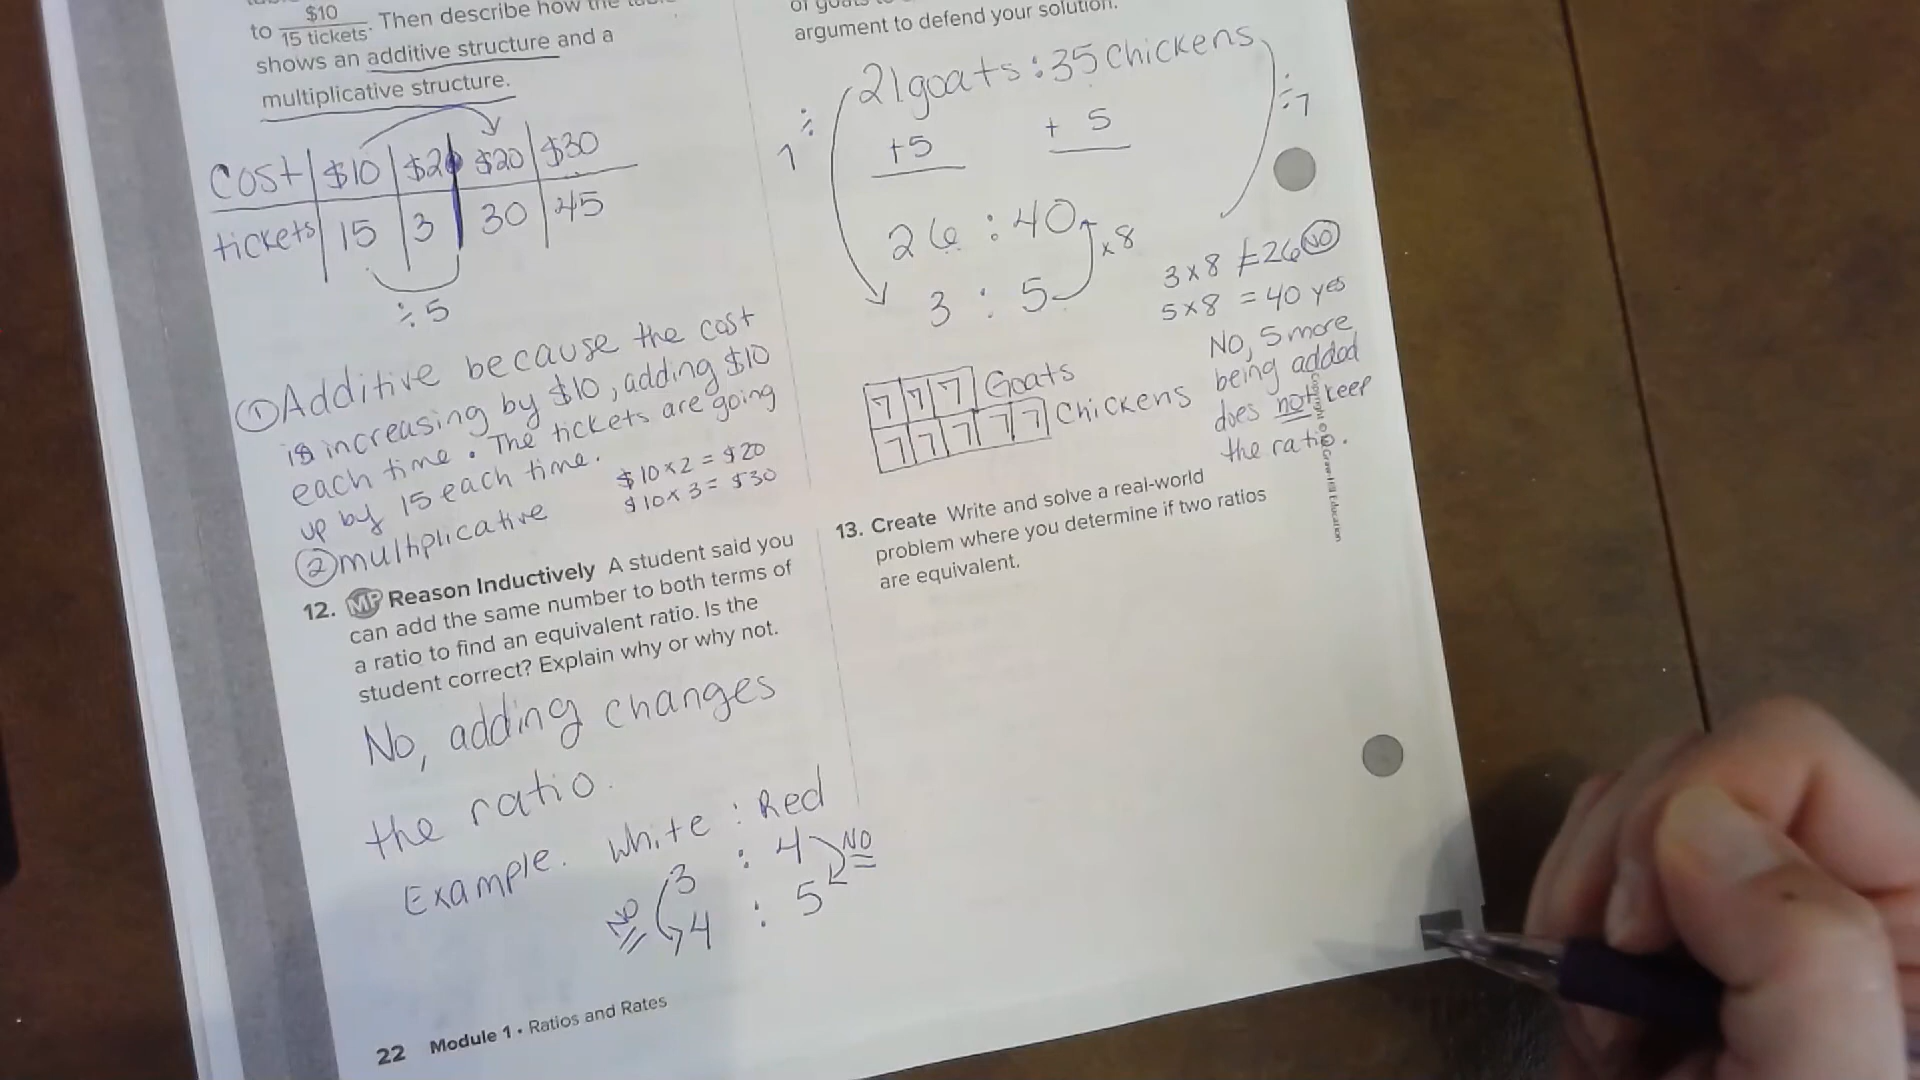 to $10
15 tickets. Then describe how the
shows an additive structure and a
multiplicative structure.
cost $10 $2 $20 $30
tickets 15 3 30 45
÷5
① Additive because the cost
is increasing by $10, adding $10
each time. The tickets are going
up by 15 each time.
$10 x 2 = $20
$10 x 3 = $30
② multiplicative
12. MP Reason Inductively A student said you
can add the same number to both terms of
a ratio to find an equivalent ratio. Is the
student correct? Explain why or why not.
No, adding changes
the ratio.
Example. White : Red
3 : 4 NO
NO 4 : 5
22 Module 1 • Ratios and Rates
argument to defend your solution.
21 goats : 35 Chickens
÷ 7
÷7
+5 + 5
26 : 40
x 8
3 : 5
3 x 8 ≠ 26 NO
5 x 8 = 40 yes
No, 5 more
being added
does not keep
the ratio.
7 7 7 Goats
7 7 7 7 7 Chickens
13. Create Write and solve a real-world
problem where you determine if two ratios
are equivalent.